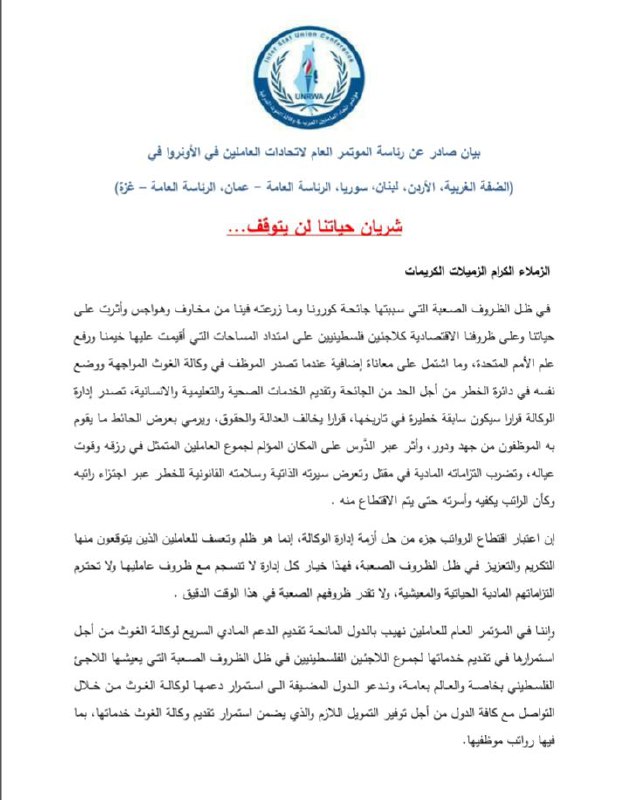 Inter Staff Union Conference
UNRWA
بيان صادر عن رئاسة الموتمر العام لاتحادات العاملين في الأونروا في
(الضفة الغربية، الأردن، لبنان، سوريا، الرئاسة العامة - عمان، الرئاسة العامة – غزة)
شريان حياتنا لن يتوقف...
الزملاء الكرام الزميلات الكريمات
في ظل الظروف الصعبة التي سببتها جائحة كورونا وما زرعته فينا من مخاوف وهواجس وأثرت على
حياتنا وعلى ظروفنا الاقتصادية كلاجئين فلسطينيين على امتداد المساحات التي أقيمت عليها خيمنا ورفع
علم الأمم المتحدة، وما اشتمل على معاناة إضافية عندما تصدر الموظف في وكالة الغوث المواجهة ووضع
نفسه في دائرة الخطر من أجل الحد من الجائحة وتقديم الخدمات الصحية والتعليمية والانسانية، تصدر إدارة
الوكالة قرارا سيكون سابقة خطيرة في تاريخها، قرارا يخالف العدالة والحقوق، ويرمي بعرض الحائط ما يقوم
به الموظفون من جهد ودور، وأثر عبر الدَّوس على المكان المؤلم لجموع العاملين المتمثل في رزقه وقوت
عياله، وتضرب التزاماته المادية في مقتل وتعرض سيرته الذاتية وسلامته القانونية للخطر عبر اجتزاء راتبه
وكأن الراتب يكفيه وأسرته حتى يتم الاقتطاع منه .
إن اعتبار اقتطاع الرواتب جزء من حل أزمة إدارة الوكالة، إنما هو ظلم وتعسف للعاملين الذين يتوقعون منها
التكريم والتعزيز في ظل الظروف الصعبة، فهذا خيار كل إدارة لا تنسجم مع ظروف عامليها ولا تحترم
التزاماتهم المادية الحياتية والمعيشية، ولا تقدر ظروفهم الصعبة في هذا الوقت الدقيق .
وإننا في المؤتمر العام للعاملين نهيب بالدول المانحة تقديم الدعم المادي السريع لوكالة الغوث من أجل
استمرارها في تقديم خدماتها لجموع اللاجئين الفلسطينيين في ظل الظروف الصعبة التي يعيشها اللاجئ
الفلسطيني بخاصة والعالم بعامة، وندعو الدول المضيفة الى استمرار دعمها لوكالة الغوث من خلال
التواصل مع كافة الدول من أجل توفير التمويل اللازم والذي يضمن استمرار تقديم وكالة الغوث خدماتها، بما
فيها رواتب موظفيها.